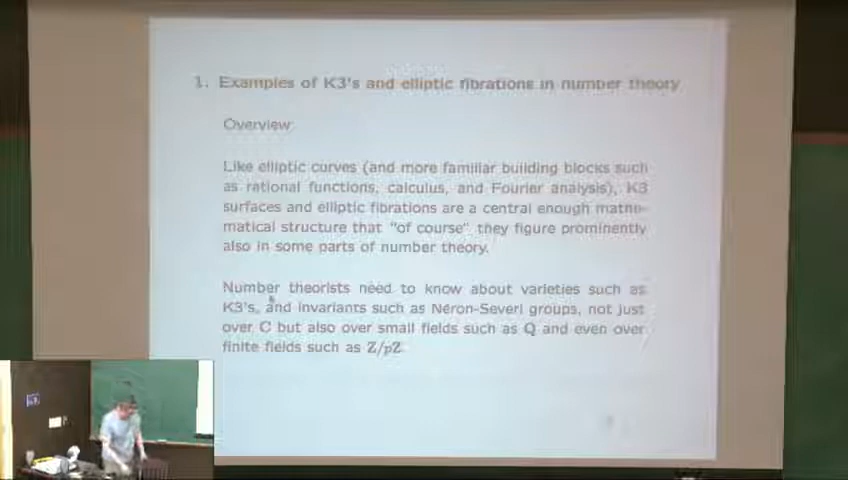 1. Examples of K3's and elliptic fibrations in number theory
Overview
Like elliptic curves (and more familiar building blocks such
as rational functions, calculus, and Fourier analysis), K3
surfaces and elliptic fibrations are a central enough mathe-
matical structure that "of course" they figure prominently
also in some parts of number theory.
Number theorists need to know about varieties such as
K3's, and invariants such as Néron-Severi groups, not just
over C but also over small fields such as Q and even over
finite fields such as Z/pZ